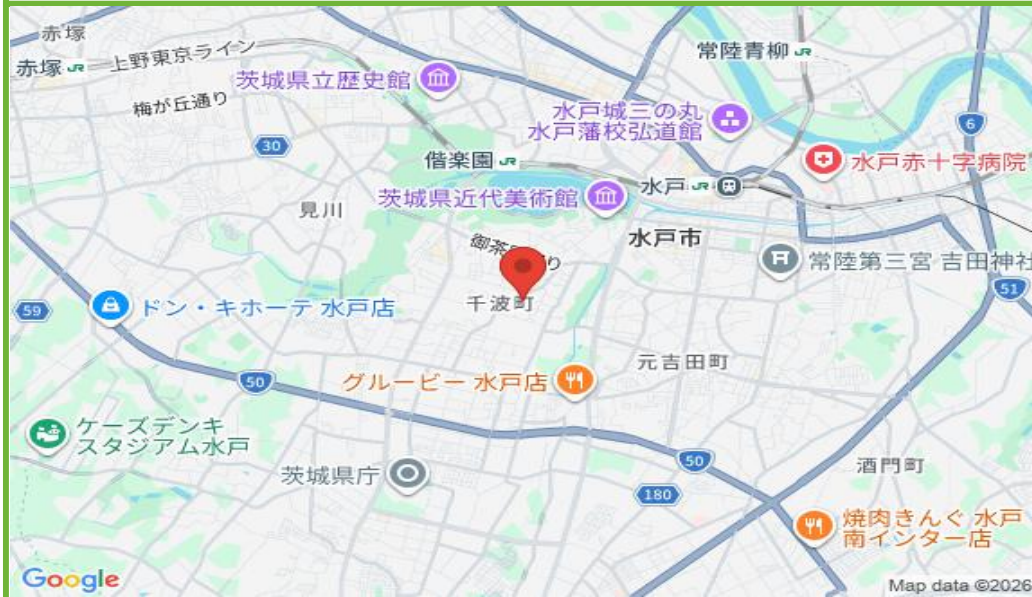 赤塚
赤塚 JR
上野東京ライン
常陸青柳 JR
茨城県立歴史館
梅が丘通り
水戸城三の丸
水戸藩校弘道館
6
30
偕楽園 JR
水戸赤十字病院
水戸 JR
茨城県近代美術館
見川
水戸市
御茶
り
常陸第三宮 吉田神社
51
59
ドン・キホーテ 水戸店
千波町
元吉田町
グルービー 水戸店
50
ケーズデンキ
スタジアム水戸
茨城県庁
50
酒門町
180
焼肉きんぐ 水戸
南インター店
Google
Map data ©2026